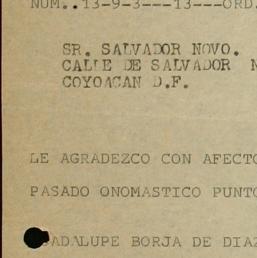 NUM..13-9-3---13---ORD.
SR. SALVADOR NOVO.
CALLE DE SALVADOR N
COYOACAN D.F.
LE AGRADEZCO CON AFECTO
PASADO ONOMASTICO PUNTO
UADALUPE BORJA DE DIAZ